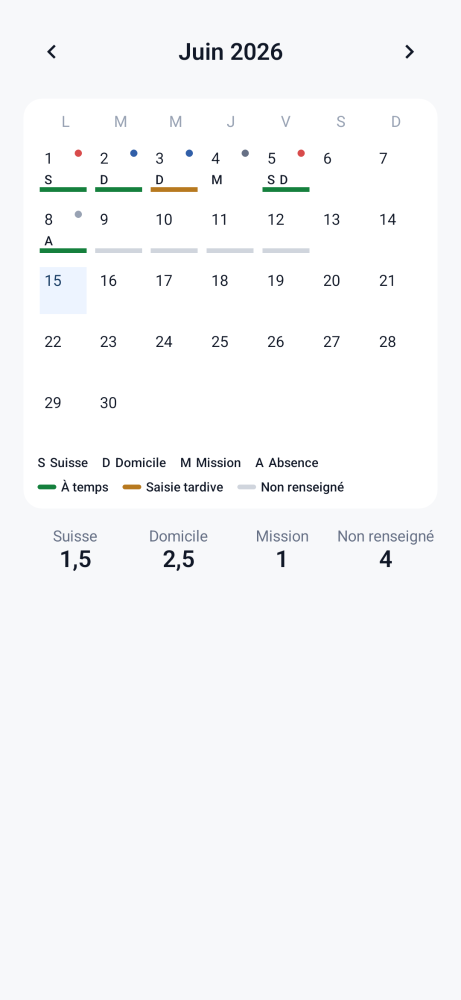 Juin 2026
L M M J V S D
1 2 3 4 5 6 7
S D D M S D
8 9 10 11 12 13 14
A
15 16 17 18 19 20 21
22 23 24 25 26 27 28
29 30
S Suisse D Domicile M Mission A Absence
À temps Saisie tardive Non renseigné
Suisse Domicile Mission Non renseigné
1,5 2,5 1 4